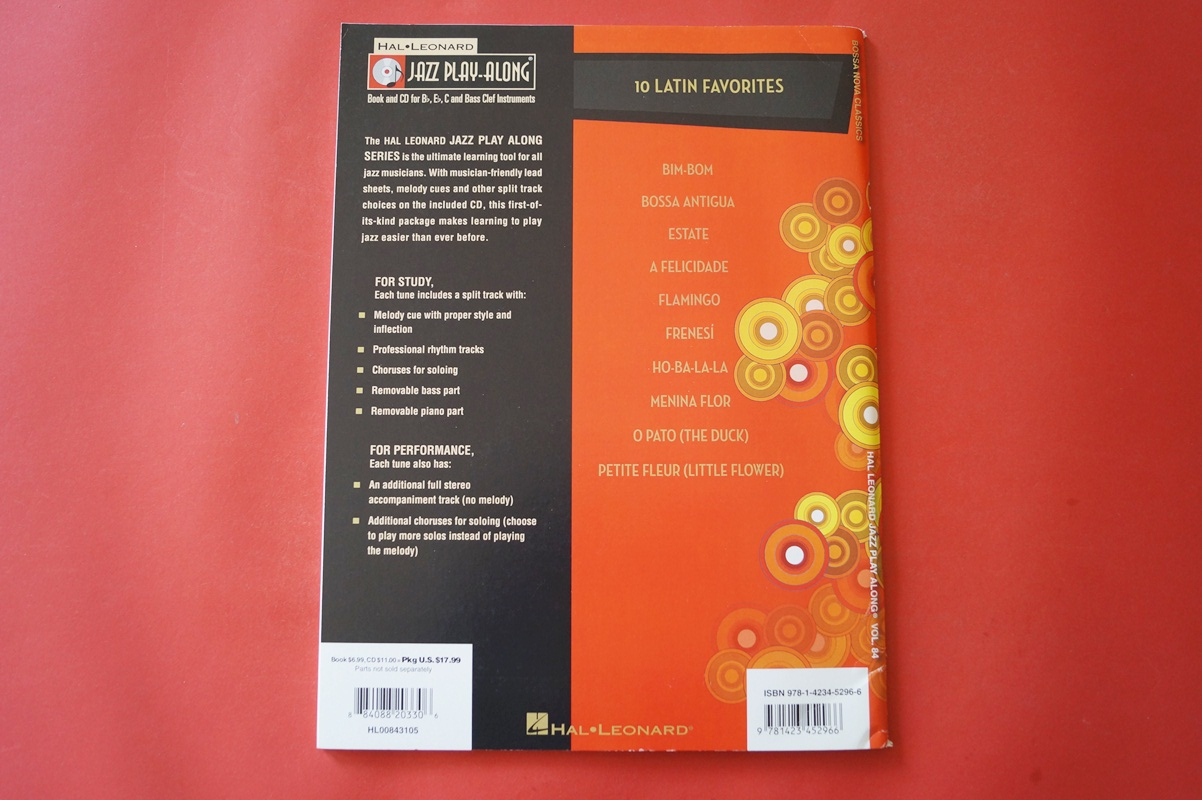 HAL•LEONARD
JAZZ PLAY-ALONG®
Book and CD for B♭, E♭, C and Bass Clef Instruments
The HAL LEONARD JAZZ PLAY ALONG
SERIES is the ultimate learning tool for all
jazz musicians. With musician-friendly lead
sheets, melody cues and other split track
choices on the included CD, this first-of-
its-kind package makes learning to play
jazz easier than ever before.
FOR STUDY,
Each tune includes a split track with:
Melody cue with proper style and
inflection
Professional rhythm tracks
Choruses for soloing
Removable bass part
Removable piano part
FOR PERFORMANCE,
Each tune also has:
An additional full stereo
accompaniment track (no melody)
Additional choruses for soloing (choose
to play more solos instead of playing
the melody)
Book $6.99, CD $11.00 = Pkg U.S. $17.99
Parts not sold separately
8 84088 20330 6
HL00843105
10 LATIN FAVORITES
BIM-BOM
BOSSA ANTIGUA
ESTATE
A FELICIDADE
FLAMINGO
FRENESÍ
HO-BA-LA-LA
MENINA FLOR
O PATO (THE DUCK)
PETITE FLEUR (LITTLE FLOWER)
HAL•LEONARD®
ISBN 978-1-4234-5296-6
9 781423 452966
BOSSA NOVA CLASSICS
HAL LEONARD JAZZ PLAY ALONG® VOL. 84